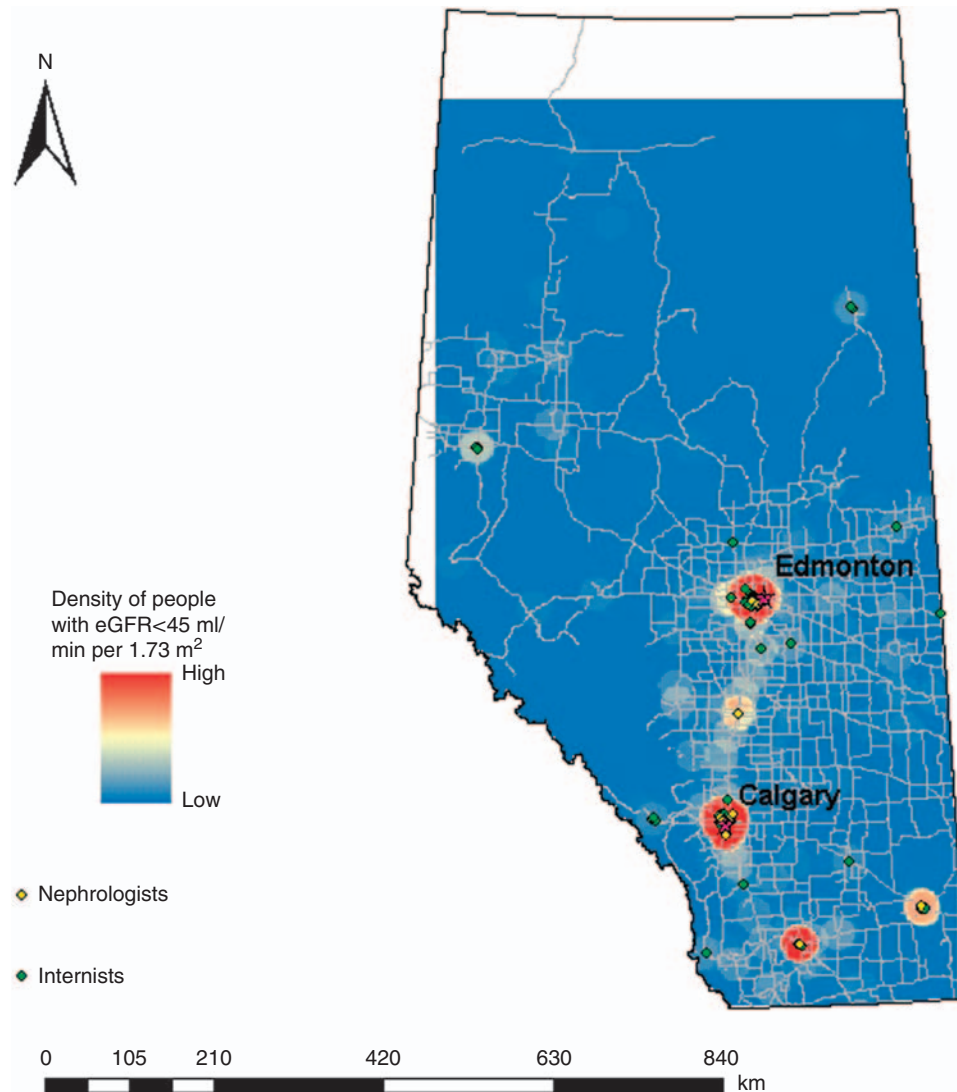 N
Edmonton
Density of people
with eGFR<45 ml/
min per 1.73 m²
High
Low
Calgary
Nephrologists
Internists
0 105 210 420 630 840
km